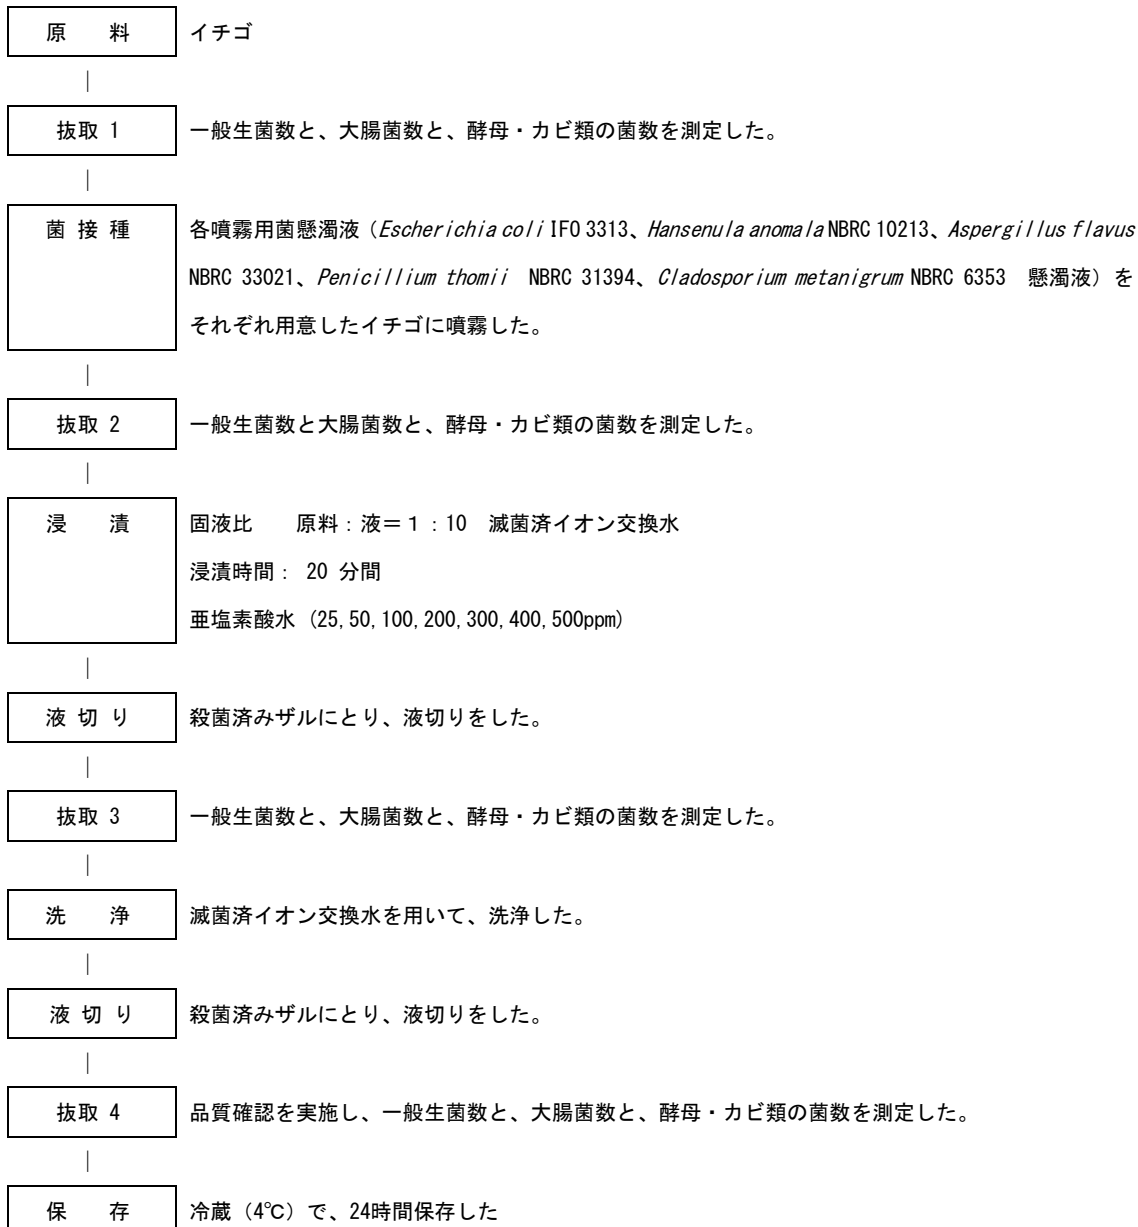 原　料　イチゴ
抜取 1　一般生菌数と、大腸菌数と、酵母・カビ類の菌数を測定した。
菌 接 種　各噴霧用菌懸濁液（Escherichia coli IFO 3313、Hansenula anomala NBRC 10213、Aspergillus flavus
NBRC 33021、Penicillium thomii　NBRC 31394、Cladosporium metanigrum NBRC 6353　懸濁液）を
それぞれ用意したイチゴに噴霧した。
抜取 2　一般生菌数と大腸菌数と、酵母・カビ類の菌数を測定した。
浸　漬　固液比　　原料：液＝１：10　滅菌済イオン交換水
浸漬時間： 20 分間
亜塩素酸水 (25,50,100,200,300,400,500ppm)
液 切 り　殺菌済みザルにとり、液切りをした。
抜取 3　一般生菌数と、大腸菌数と、酵母・カビ類の菌数を測定した。
洗　浄　滅菌済イオン交換水を用いて、洗浄した。
液 切 り　殺菌済みザルにとり、液切りをした。
抜取 4　品質確認を実施し、一般生菌数と、大腸菌数と、酵母・カビ類の菌数を測定した。
保　存　冷蔵（4℃）で、24時間保存した